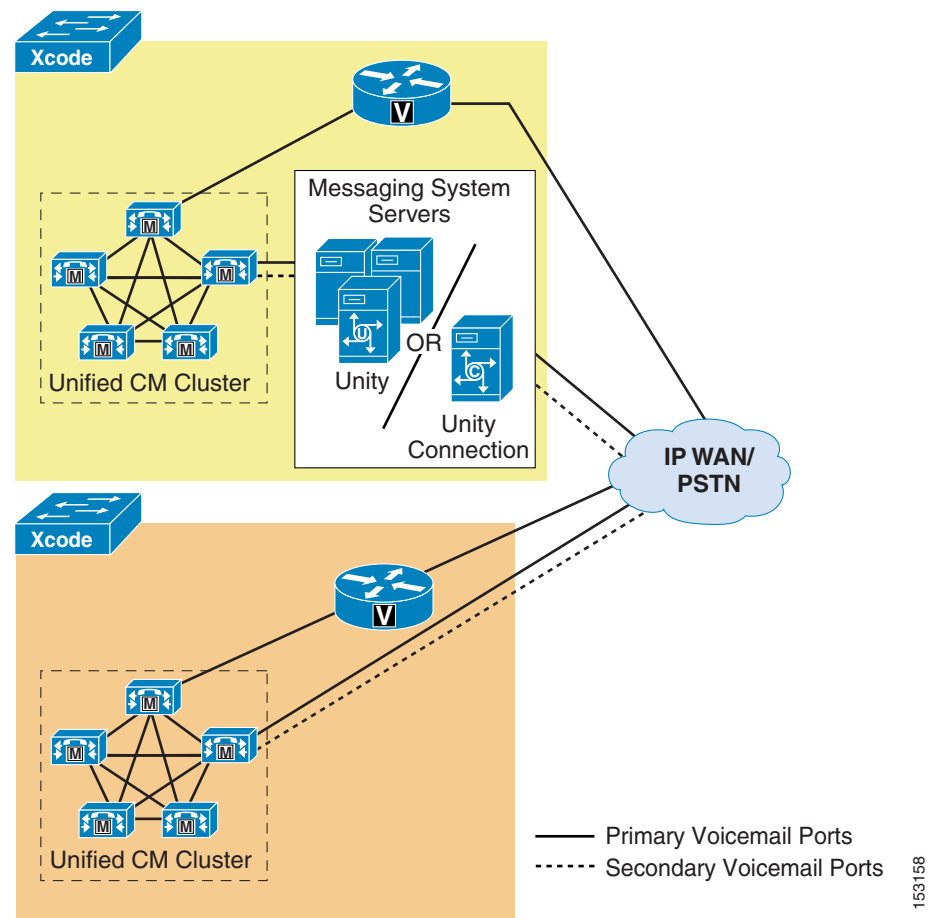 Xcode
V
Messaging System
Servers
M
M
M
M
M
U
OR
C
Unity
Unified CM Cluster
Unity
Connection
IP WAN/
PSTN
Xcode
V
M
M
M
M
M
Unified CM Cluster
Primary Voicemail Ports
Secondary Voicemail Ports
153158